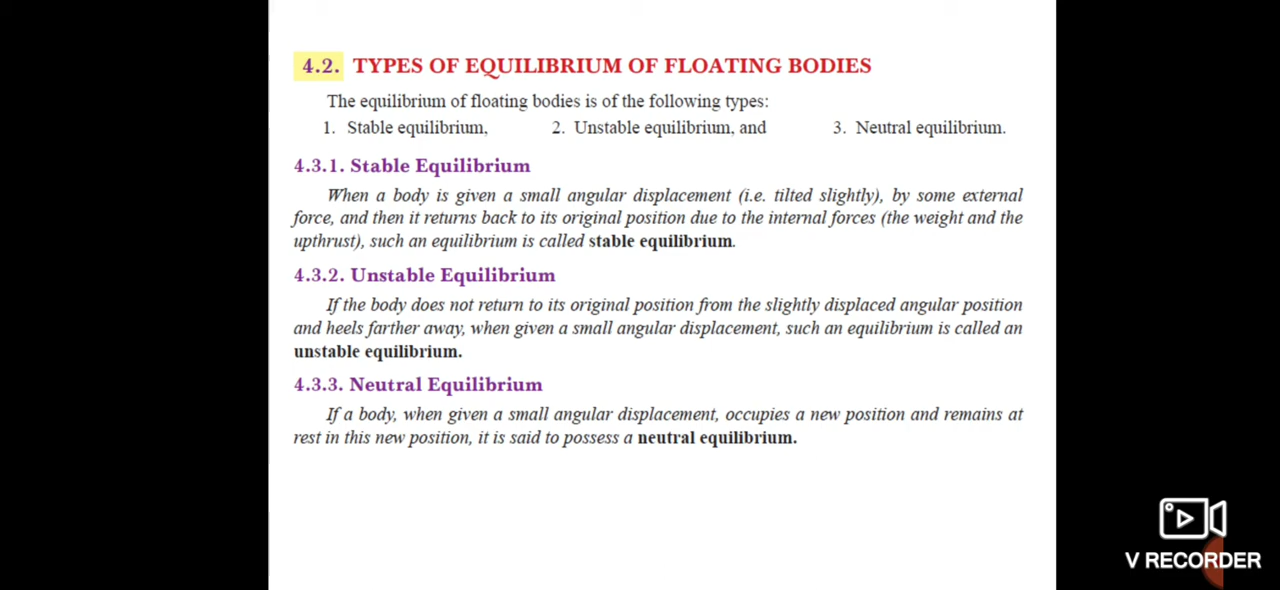 4.2. TYPES OF EQUILIBRIUM OF FLOATING BODIES
The equilibrium of floating bodies is of the following types:
1. Stable equilibrium, 2. Unstable equilibrium, and 3. Neutral equilibrium.
4.3.1. Stable Equilibrium
When a body is given a small angular displacement (i.e. tilted slightly), by some external
force, and then it returns back to its original position due to the internal forces (the weight and the
upthrust), such an equilibrium is called stable equilibrium.
4.3.2. Unstable Equilibrium
If the body does not return to its original position from the slightly displaced angular position
and heels farther away, when given a small angular displacement, such an equilibrium is called an
unstable equilibrium.
4.3.3. Neutral Equilibrium
If a body, when given a small angular displacement, occupies a new position and remains at
rest in this new position, it is said to possess a neutral equilibrium.
V RECORDER